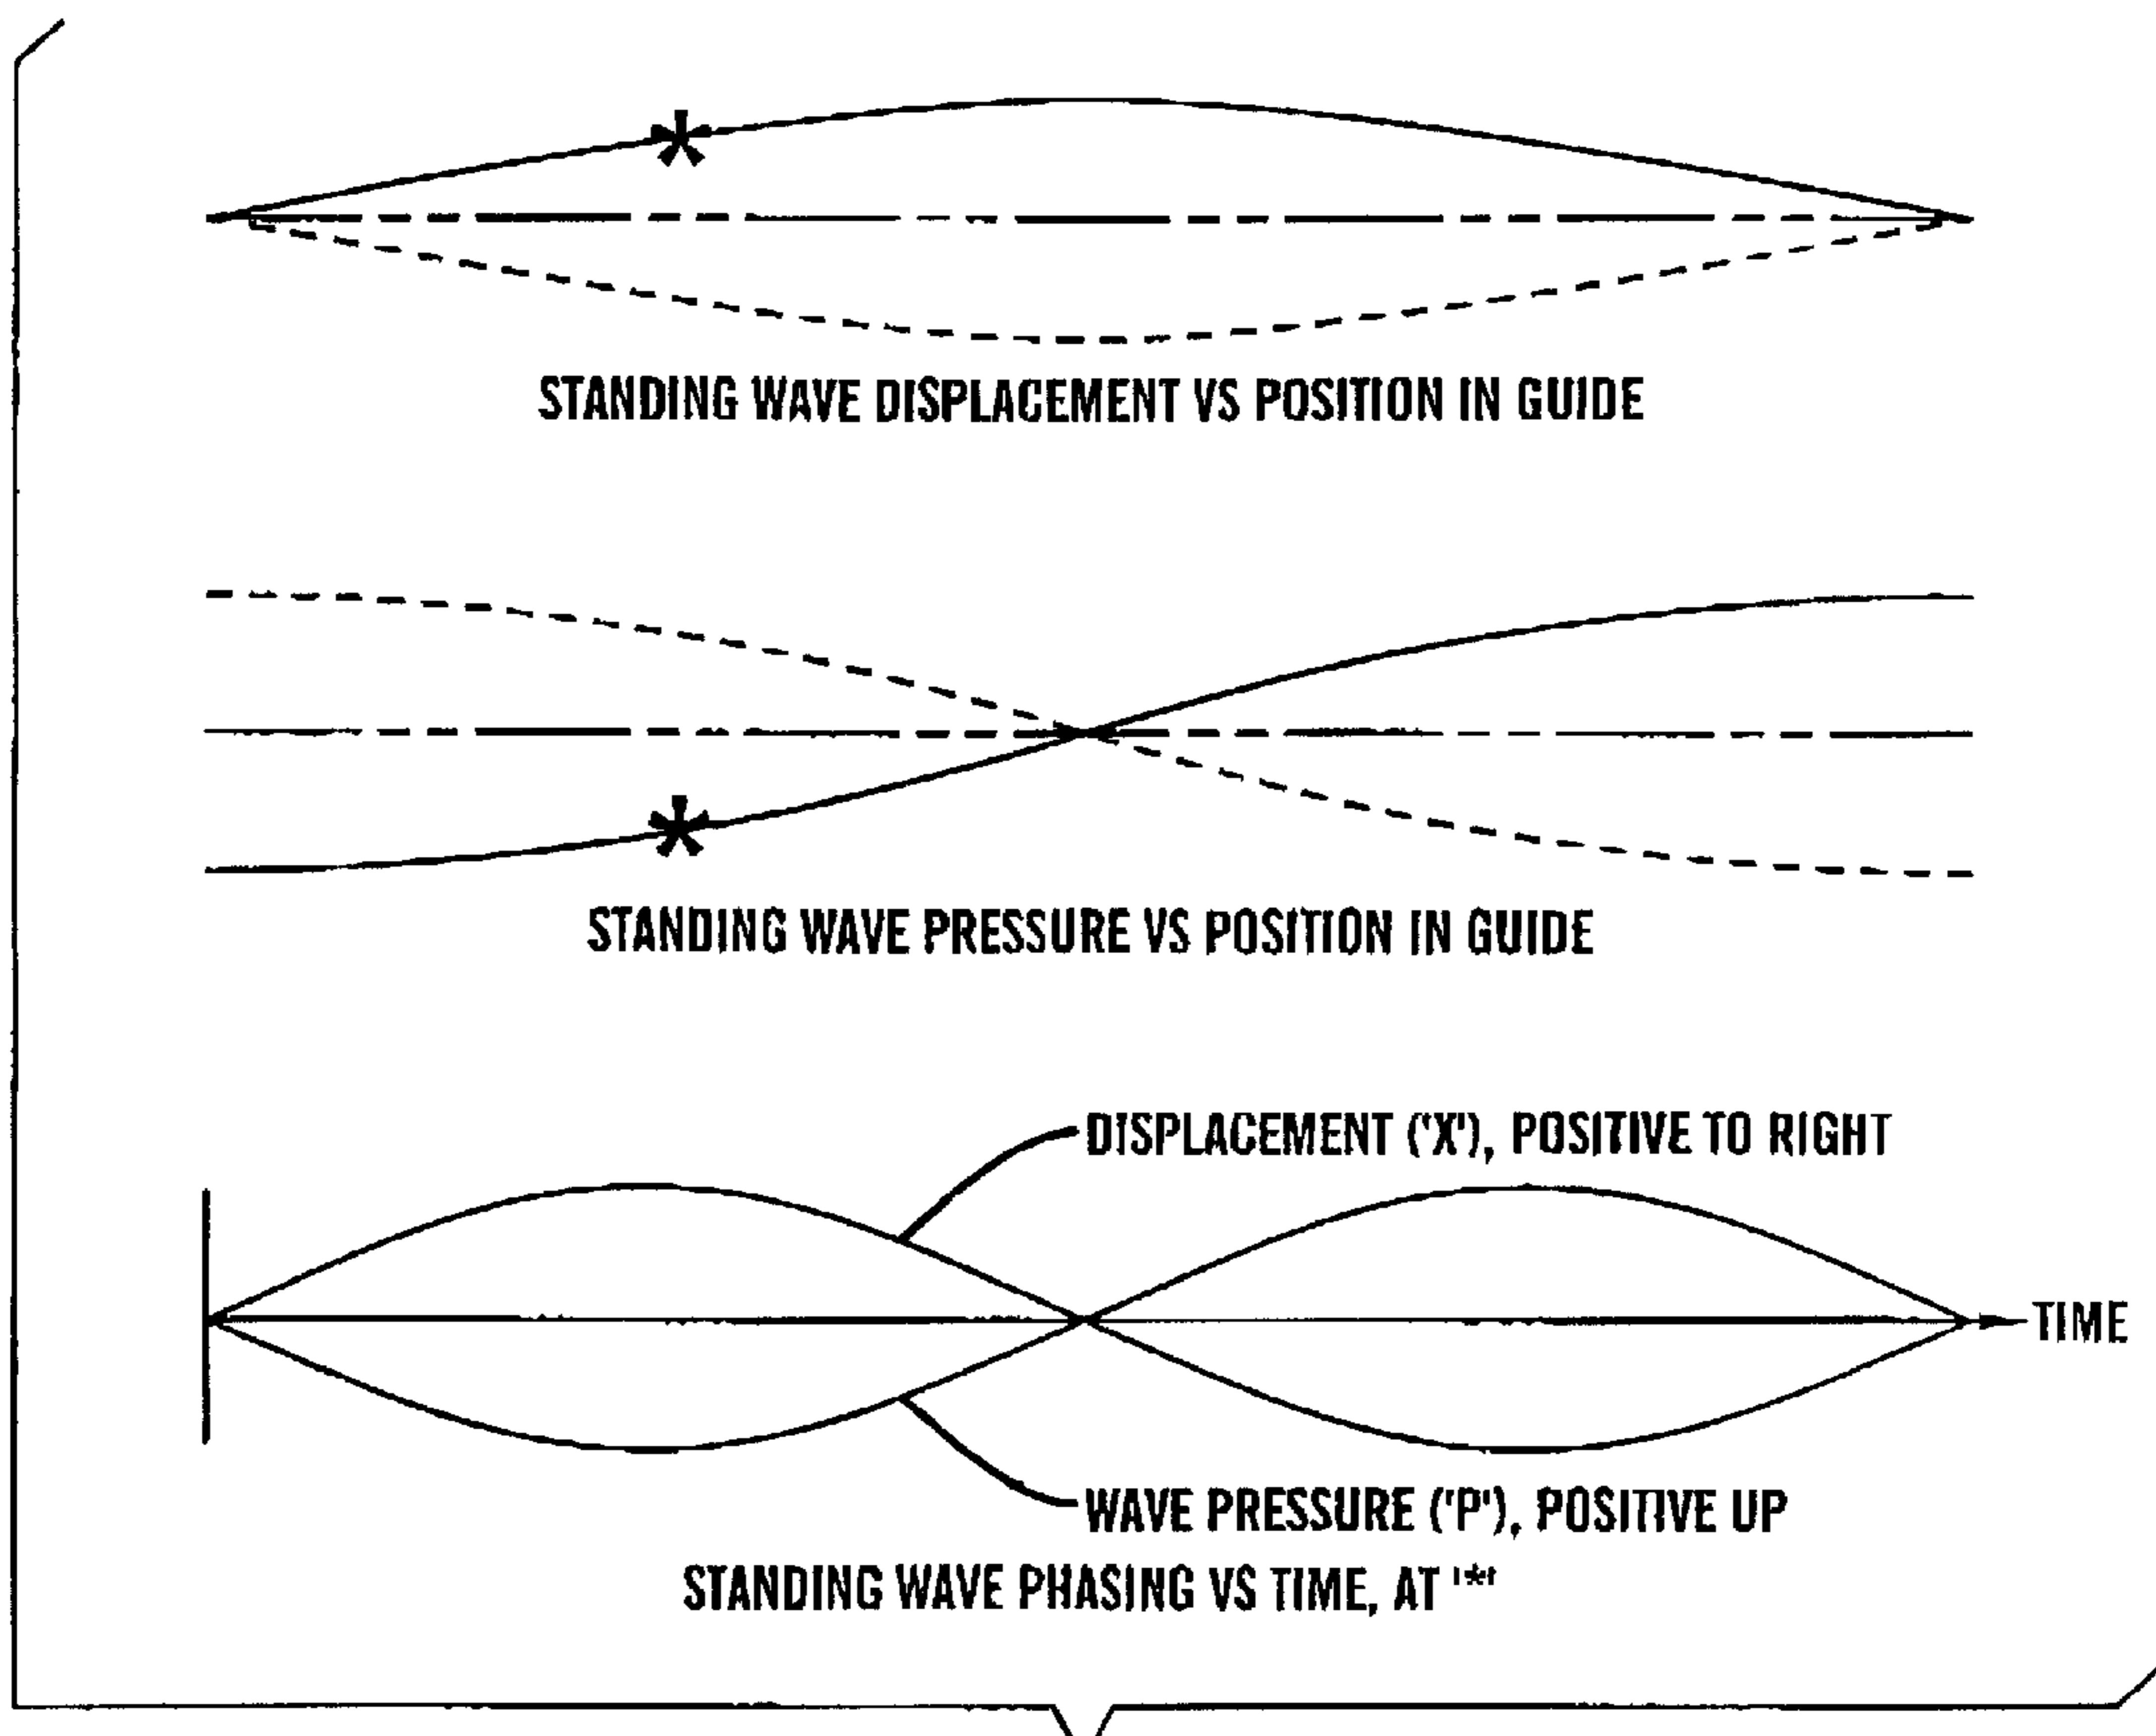 *
STANDING WAVE DISPLACEMENT VS POSITION IN GUIDE
*
STANDING WAVE PRESSURE VS POSITION IN GUIDE
DISPLACEMENT ('X'), POSITIVE TO RIGHT
TIME
WAVE PRESSURE ('P'), POSITIVE UP
STANDING WAVE PHASING VS TIME, AT '*'